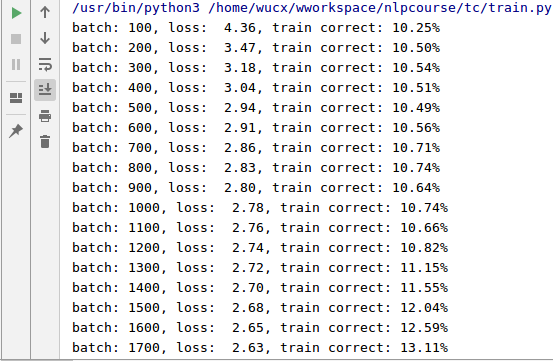 /usr/bin/python3 /home/wucx/wworkspace/nlpcourse/tc/train.py
batch: 100, loss:  4.36, train correct: 10.25%
batch: 200, loss:  3.47, train correct: 10.50%
batch: 300, loss:  3.18, train correct: 10.54%
batch: 400, loss:  3.04, train correct: 10.51%
batch: 500, loss:  2.94, train correct: 10.49%
batch: 600, loss:  2.91, train correct: 10.56%
batch: 700, loss:  2.86, train correct: 10.71%
batch: 800, loss:  2.83, train correct: 10.74%
batch: 900, loss:  2.80, train correct: 10.64%
batch: 1000, loss:  2.78, train correct: 10.74%
batch: 1100, loss:  2.76, train correct: 10.66%
batch: 1200, loss:  2.74, train correct: 10.82%
batch: 1300, loss:  2.72, train correct: 11.15%
batch: 1400, loss:  2.70, train correct: 11.55%
batch: 1500, loss:  2.68, train correct: 12.04%
batch: 1600, loss:  2.65, train correct: 12.59%
batch: 1700, loss:  2.63, train correct: 13.11%